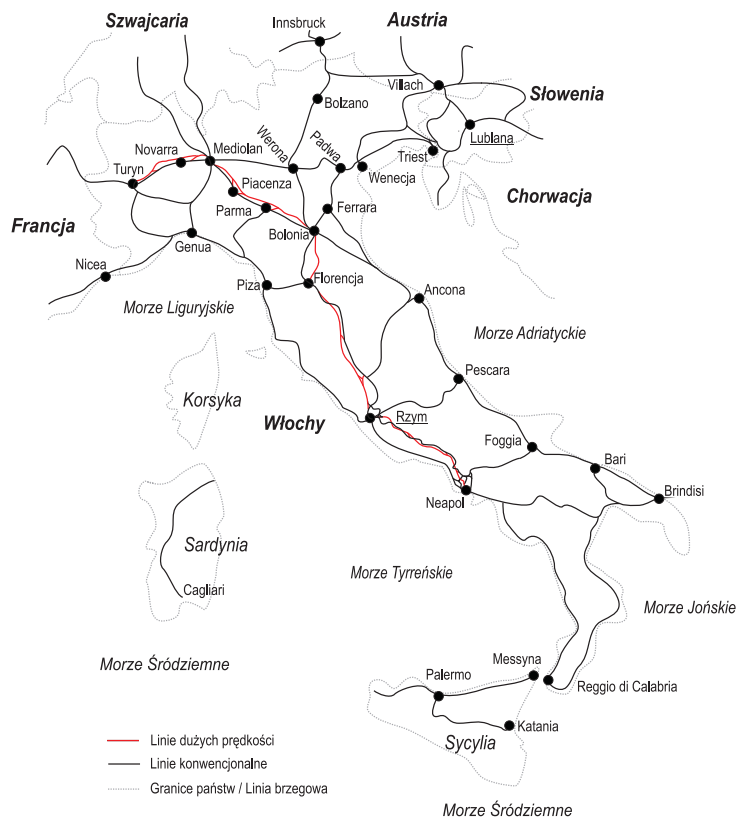 Szwajcaria
Innsbruck
Austria
Villach
Słowenia
Bolzano
Lublana
Novarra
Mediolan
Werona
Padwa
Triest
Turyn
Wenecja
Piacenza
Chorwacja
Parma
Ferrara
Francja
Bolonia
Genua
Nicea
Piza
Florencja
Ancona
Morze Liguryjskie
Morze Adriatyckie
Pescara
Korsyka
Włochy
Rzym
Foggia
Bari
Neapol
Brindisi
Sardynia
Morze Tyrreńskie
Cagliari
Morze Jońskie
Morze Śródziemne
Messyna
Palermo
Reggio di Calabria
Katania
Sycylia
Linie dużych prędkości
Linie konwencjonalne
Granice państw / Linia brzegowa
Morze Śródziemne